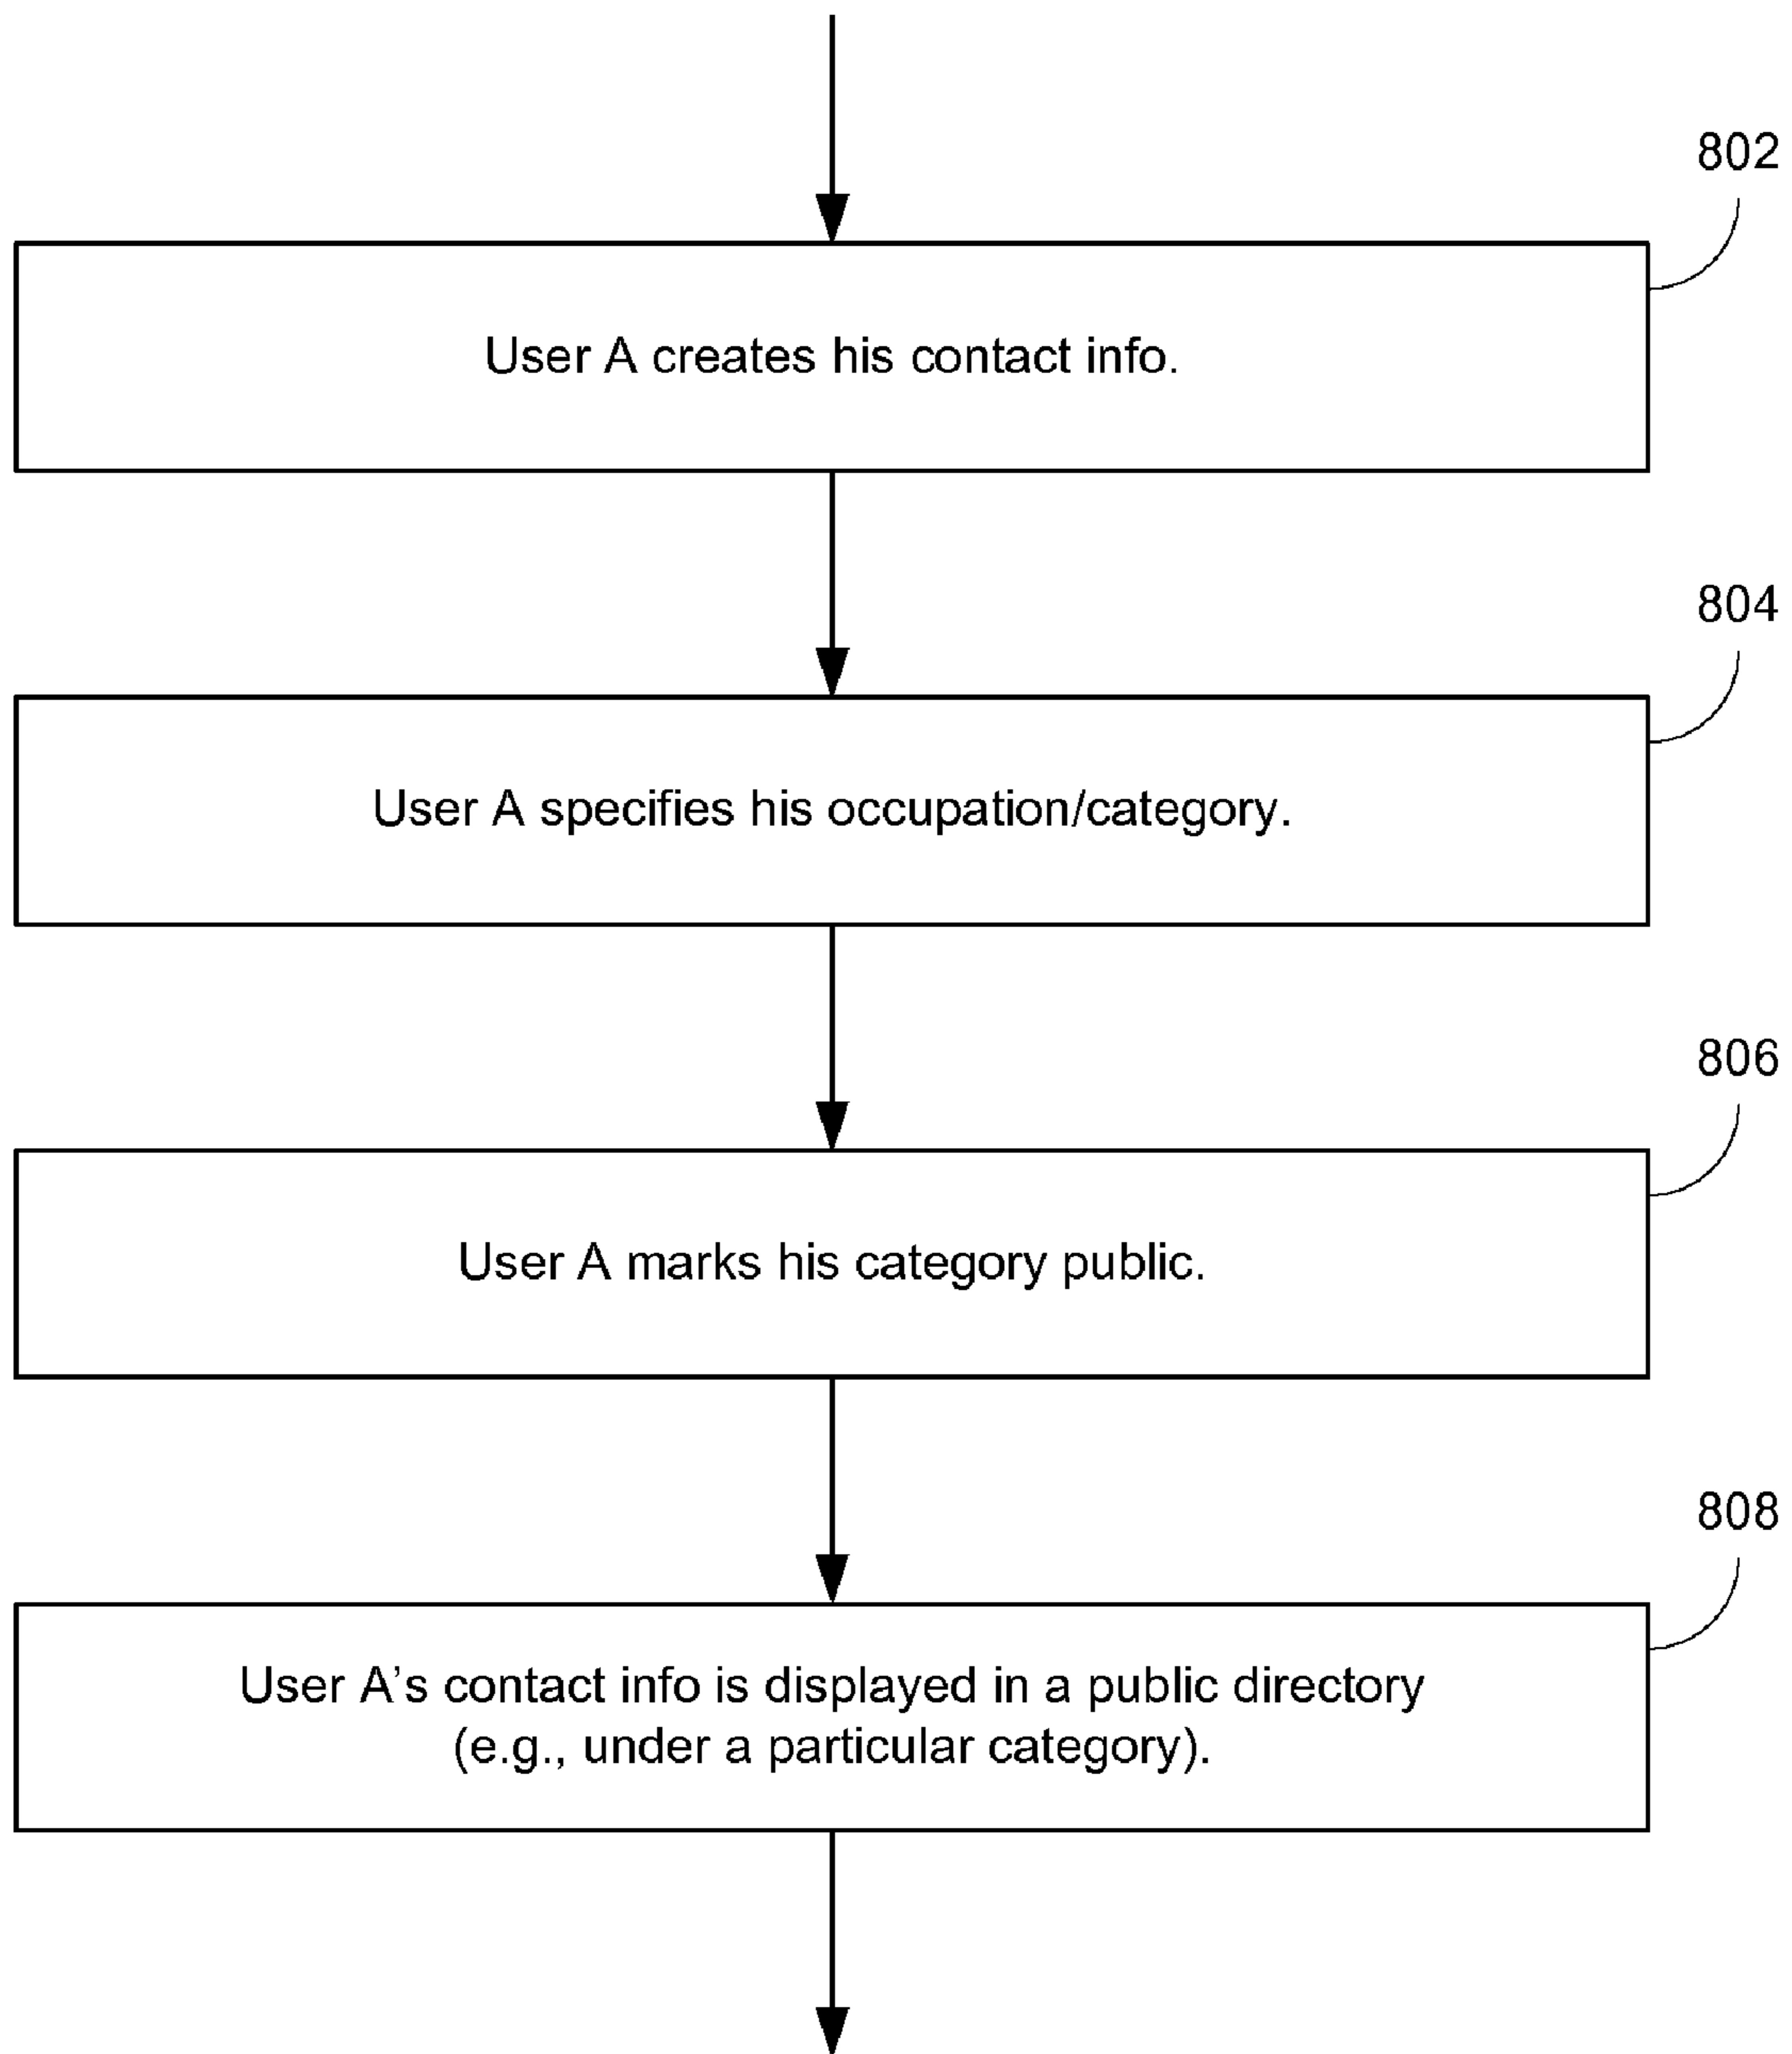 802
User A creates his contact info.
804
User A specifies his occupation/category.
806
User A marks his category public.
808
User A’s contact info is displayed in a public directory
(e.g., under a particular category).